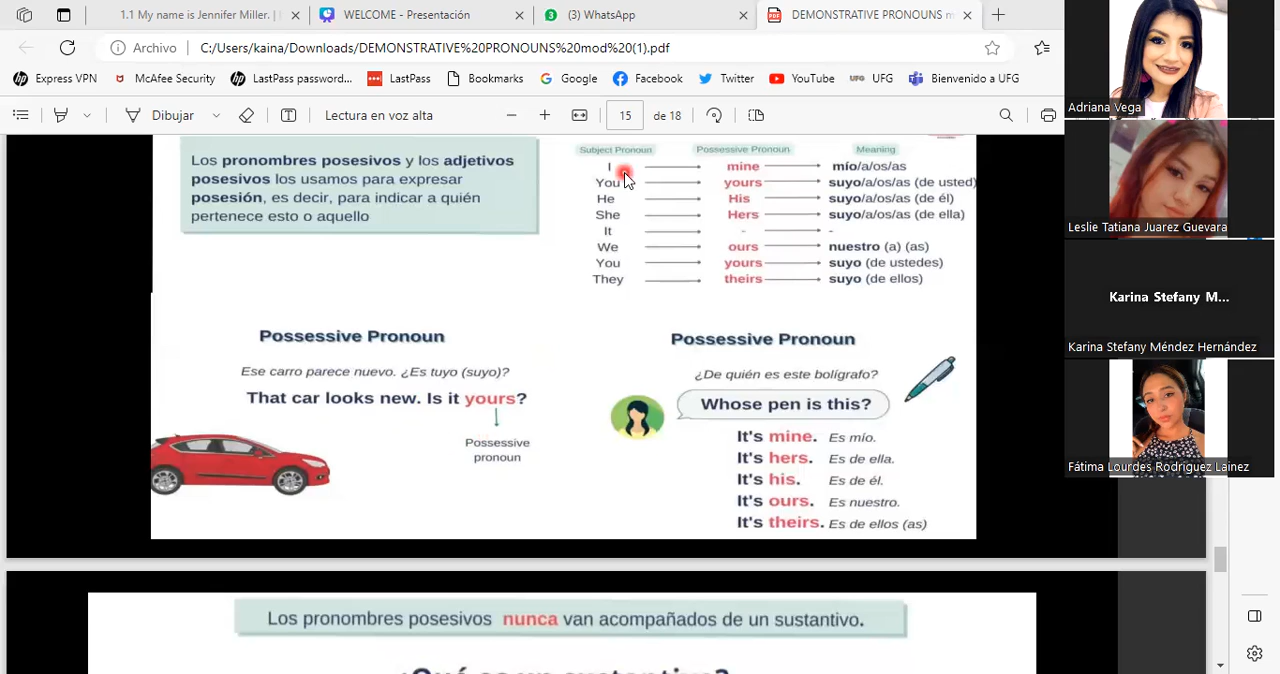 1.1 My name is Jennifer Miller. |
WELCOME - Presentación
(3) WhatsApp
DEMONSTRATIVE PRONOUNS m
Archivo
C:/Users/kaina/Downloads/DEMONSTRATIVE%20PRONOUNS%20mod%20(1).pdf
Express VPN
McAfee Security
LastPass password...
LastPass
Bookmarks
Google
Facebook
Twitter
YouTube
UFG
Bienvenido a UFG
Dibujar
Lectura en voz alta
15
de 18
Los pronombres posesivos y los adjetivos
posesivos los usamos para expresar
posesión, es decir, para indicar a quién
pertenece esto o aquello
Subject Pronoun Possessive Pronoun Meaning
I mine mío/a/os/as
You yours suyo/a/os/as (de usted)
He His suyo/a/os/as (de él)
She Hers suyo/a/os/as (de ella)
It - -
We ours nuestro (a) (as)
You yours suyo (de ustedes)
They theirs suyo (de ellos)
Possessive Pronoun
Ese carro parece nuevo. ¿Es tuyo (suyo)?
That car looks new. Is it yours?
Possessive
pronoun
Possessive Pronoun
¿De quién es este bolígrafo?
Whose pen is this?
It's mine. Es mío.
It's hers. Es de ella.
It's his. Es de él.
It's ours. Es nuestro.
It's theirs. Es de ellos (as)
Los pronombres posesivos nunca van acompañados de un sustantivo.
¿Qué es un sustantivo?
Adriana Vega
Leslie Tatiana Juarez Guevara
Karina Stefany M...
Karina Stefany Méndez Hernández
Fátima Lourdes Rodriguez Lainez